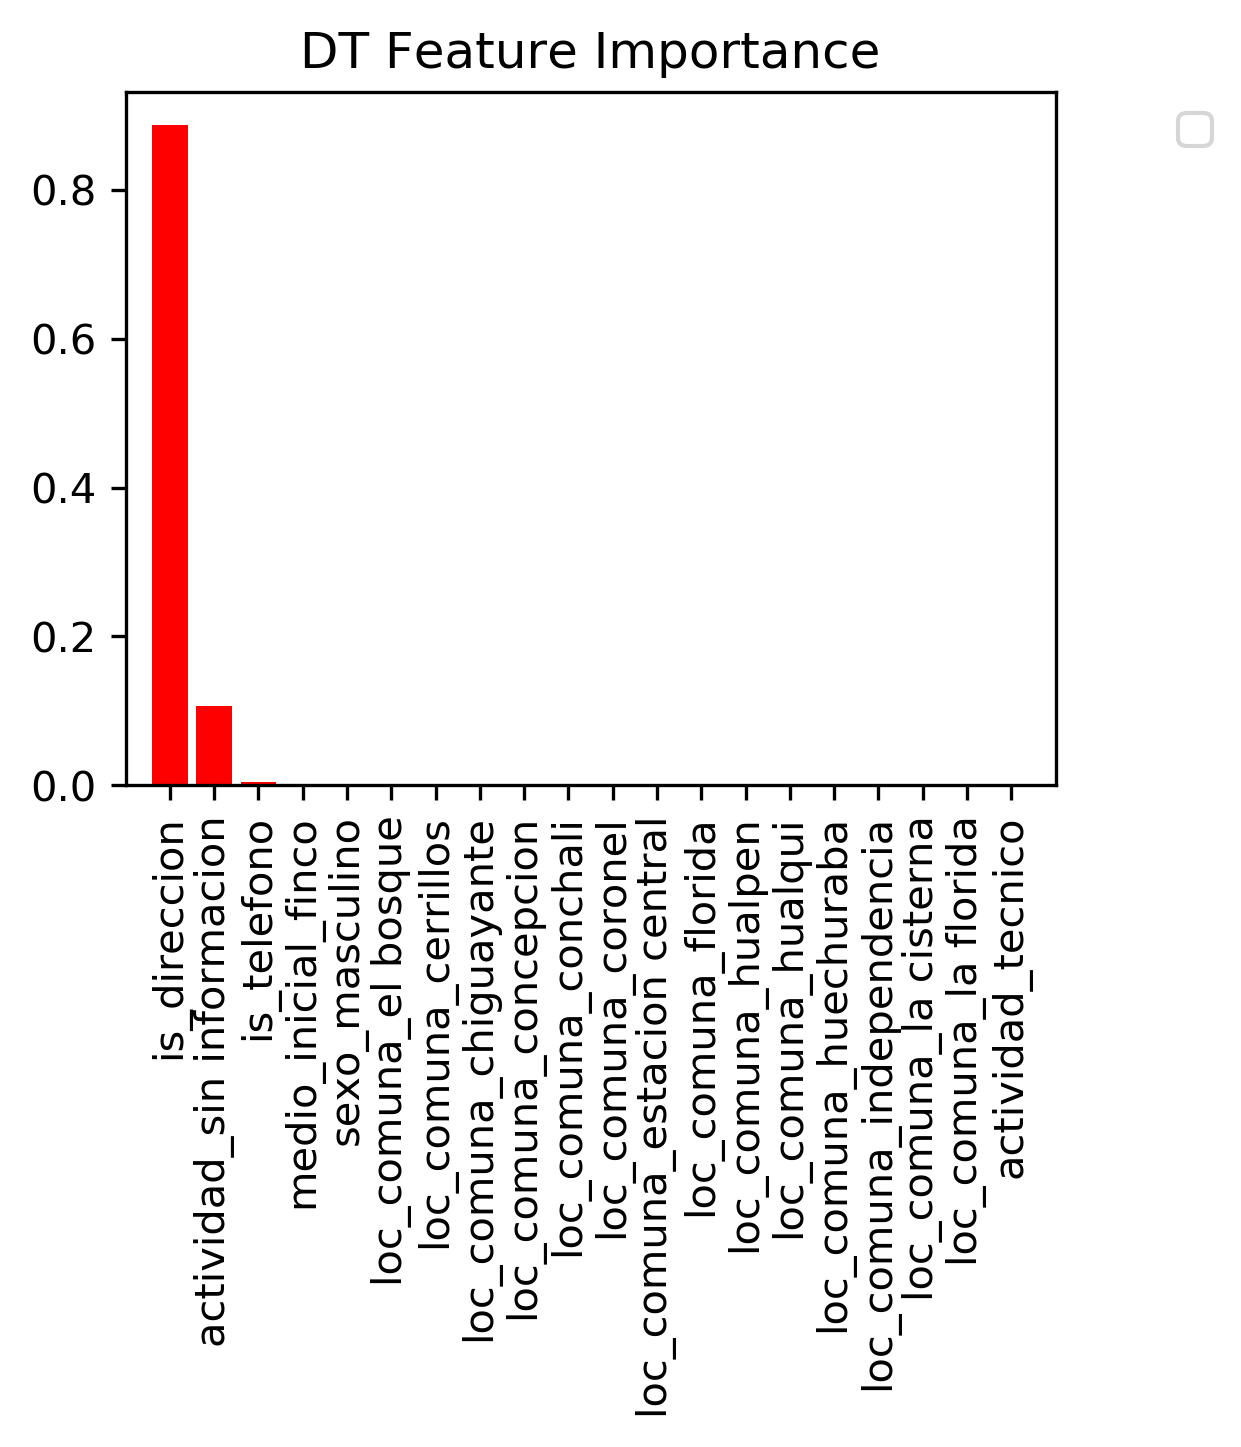 DT Feature Importance
0.8
0.6
0.4
0.2
0.0
is_direccion
actividad_sin informacion
is_telefono
medio_inicial_finco
sexo_masculino
loc_comuna_el bosque
loc_comuna_cerrillos
loc_comuna_chiguayante
loc_comuna_concepcion
loc_comuna_conchali
loc_comuna_coronel
loc_comuna_estacion central
loc_comuna_florida
loc_comuna_hualpen
loc_comuna_hualqui
loc_comuna_huechuraba
loc_comuna_independencia
loc_comuna_la cisterna
loc_comuna_la florida
actividad_tecnico